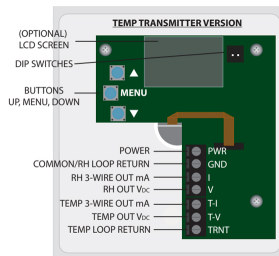 TEMP TRANSMITTER VERSION
(OPTIONAL)
LCD SCREEN
DIP SWITCHES
BUTTONS
UP, MENU, DOWN
MENU
POWER PWR
COMMON/RH LOOP RETURN GND
RH 3-WIRE OUT mA I
RH OUT VDC V
TEMP 3-WIRE OUT mA T-I
TEMP OUT VDC T-V
TEMP LOOP RETURN TRNT